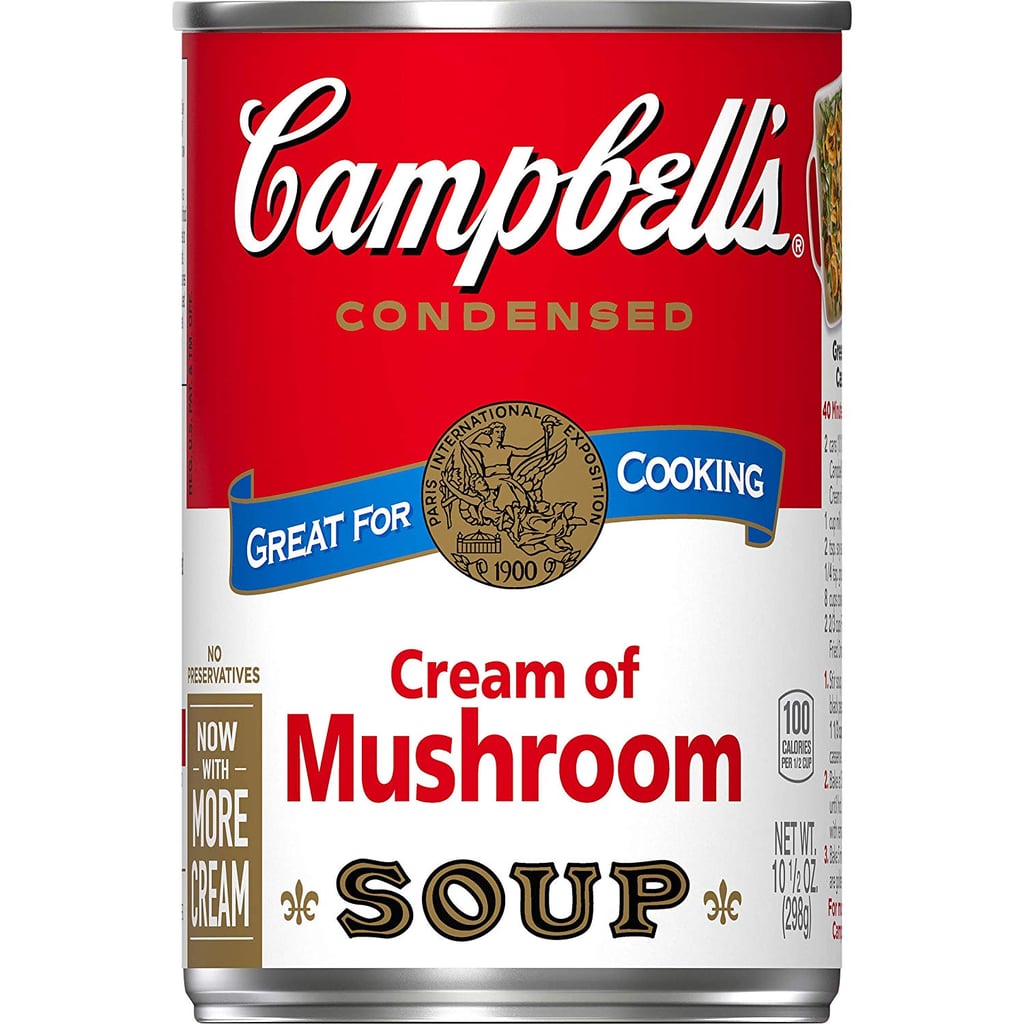 Campbell's®
CONDENSED
PARIS INTERNATIONAL EXPOSITION
1900
GREAT FOR COOKING
NO
PRESERVATIVES
NOW
WITH
MORE
CREAM
Cream of
Mushroom
SOUP
100
CALORIES
PER 1/2 CUP
NET WT.
10 1/2 OZ.
(298g)